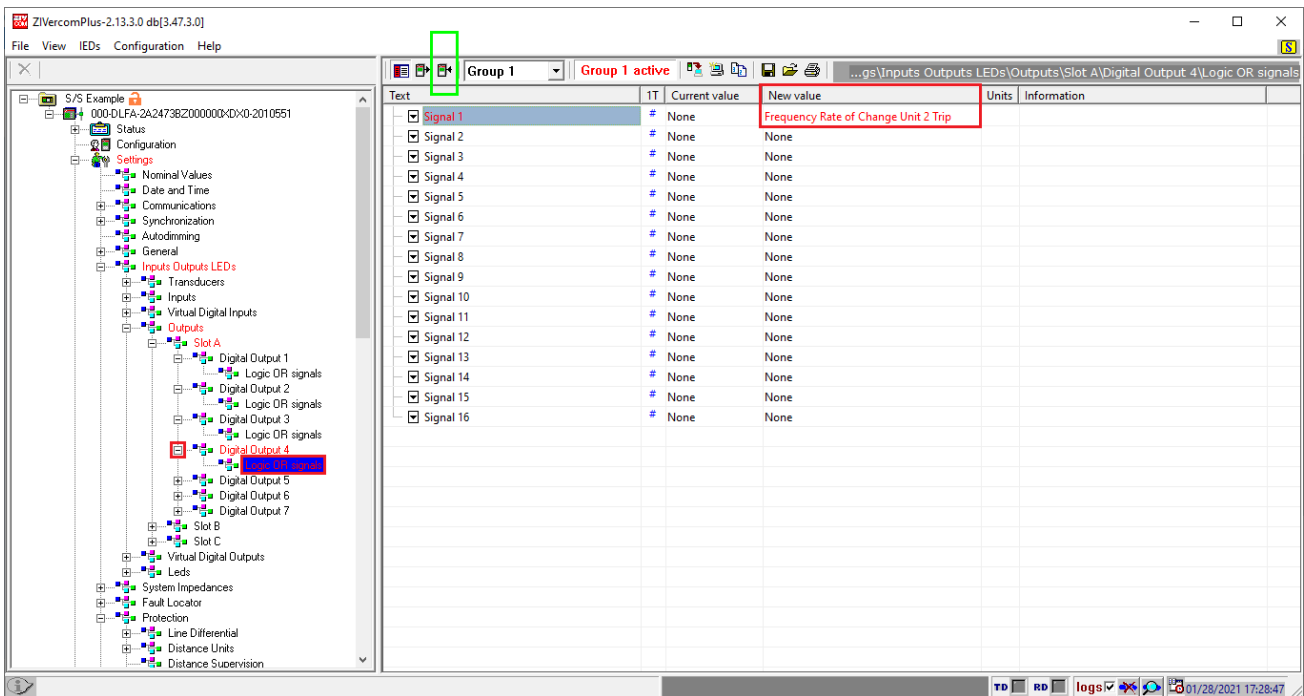 ZIVercomPlus-2.13.3.0 db[3.47.3.0]
File View IEDs Configuration Help
S
Group 1 Group 1 active ...gs\Inputs Outputs LEDs\Outputs\Slot A\Digital Output 4\Logic OR signals
S/S Example
000-DLFA-2A2473BZ000000XDX0-2010551
Status
Configuration
Settings
Nominal Values
Date and Time
Communications
Synchronization
Autodimming
General
Inputs Outputs LEDs
Transducers
Inputs
Virtual Digital Inputs
Outputs
Slot A
Digital Output 1
Logic OR signals
Digital Output 2
Logic OR signals
Digital Output 3
Logic OR signals
Digital Output 4
Logic OR signals
Digital Output 5
Digital Output 6
Digital Output 7
Slot B
Slot C
Virtual Digital Outputs
Leds
System Impedances
Fault Locator
Protection
Line Differential
Distance Units
Distance Supervision
Text 1T Current value New value Units Information
Signal 1 # None Frequency Rate of Change Unit 2 Trip
Signal 2 # None None
Signal 3 # None None
Signal 4 # None None
Signal 5 # None None
Signal 6 # None None
Signal 7 # None None
Signal 8 # None None
Signal 9 # None None
Signal 10 # None None
Signal 11 # None None
Signal 12 # None None
Signal 13 # None None
Signal 14 # None None
Signal 15 # None None
Signal 16 # None None
TD RD logs 01/28/2021 17:28:47